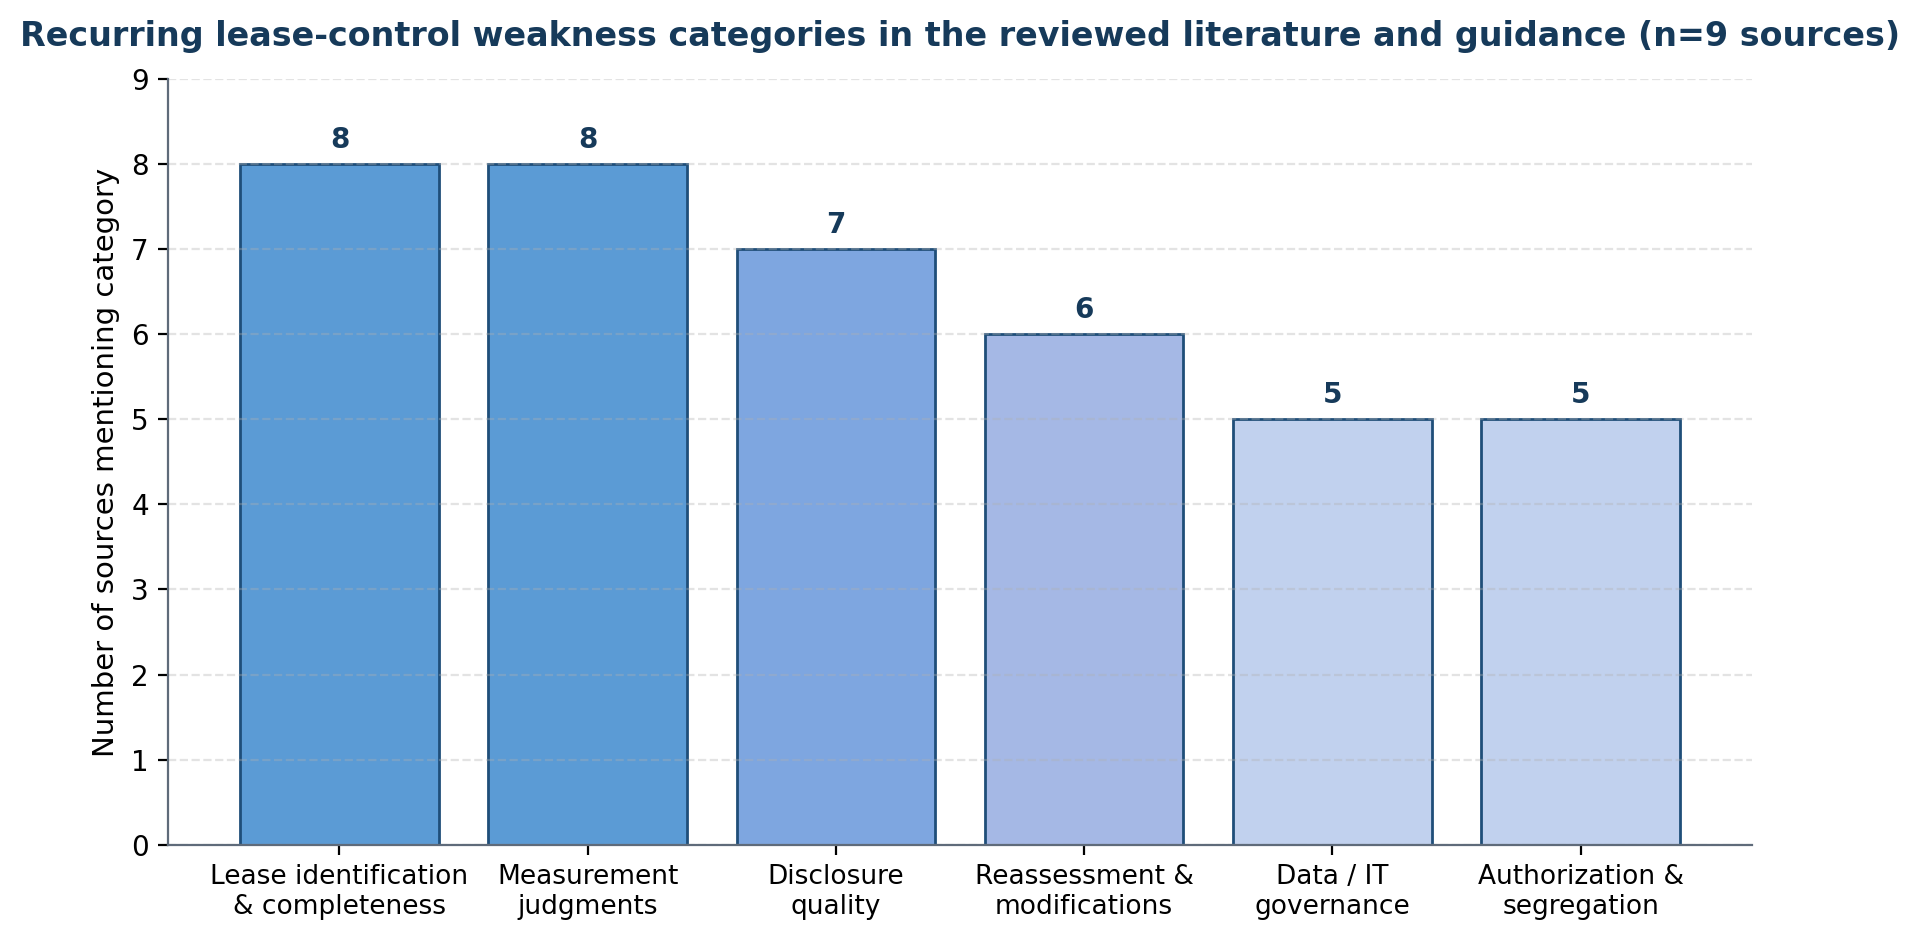 Recurring lease-control weakness categories in the reviewed literature and guidance (n=9 sources)
Number of sources mentioning category
9
8
7
6
5
4
3
2
1
0
8
8
7
6
5
5
Lease identification
& completeness
Measurement
judgments
Disclosure
quality
Reassessment &
modifications
Data / IT
governance
Authorization &
segregation